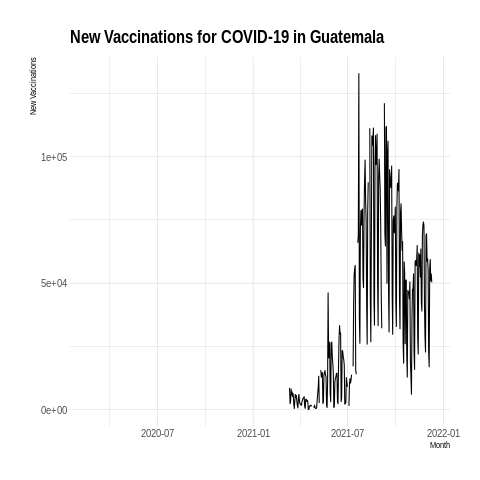 New Vaccinations for COVID-19 in Guatemala
New Vaccinations
1e+05
5e+04
0e+00
2020-07
2021-01
2021-07
2022-01
Month